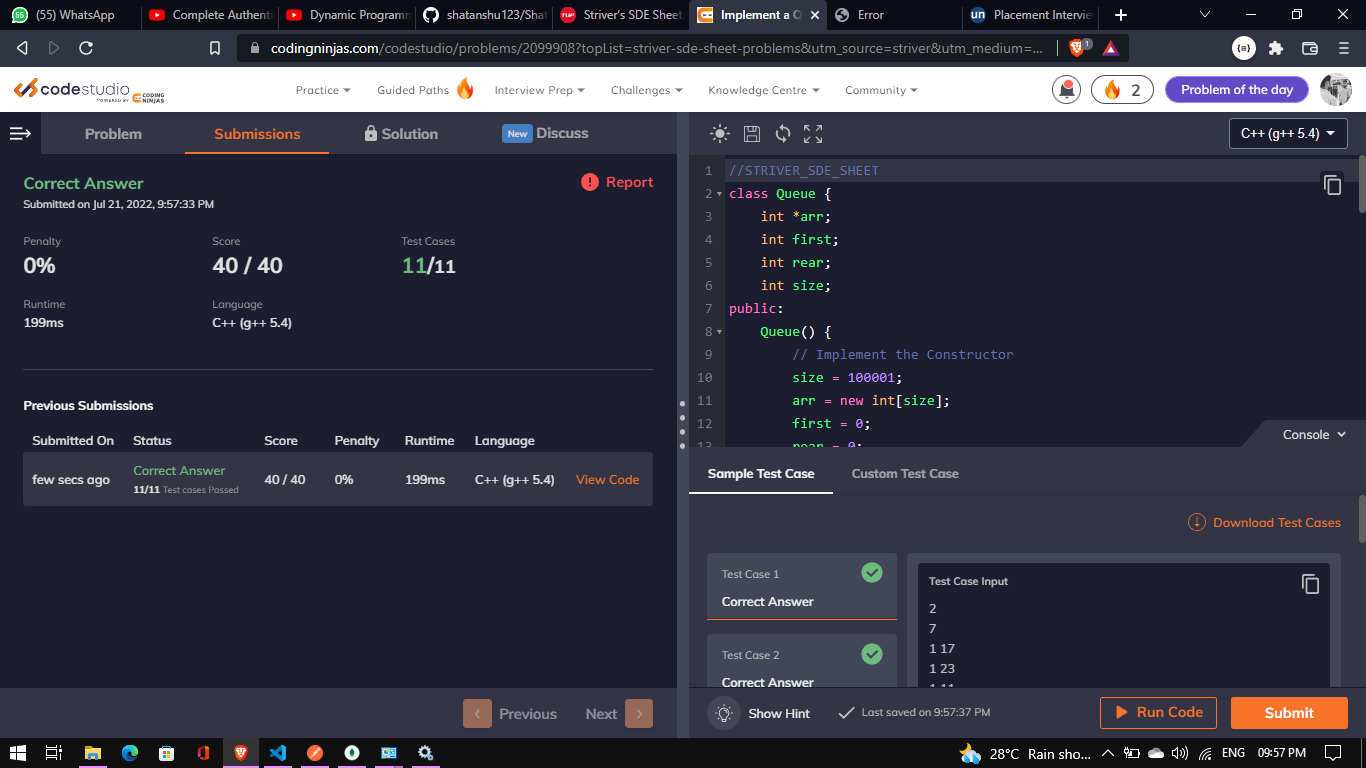 (55) WhatsApp
Complete Authenti
Dynamic Programm
shatanshu123/Shat
Striver's SDE Sheet
Implement a Q
Error
Placement Intervie
codingninjas.com/codestudio/problems/2099908?topList=striver-sde-sheet-problems&utm_source=striver&utm_medium=...
codestudio
POWERED BY CODING NINJAS
Practice
Guided Paths
Interview Prep
Challenges
Knowledge Centre
Community
2
Problem of the day
Problem
Submissions
Solution
New Discuss
C++ (g++ 5.4)
Correct Answer
Report
Submitted on Jul 21, 2022, 9:57:33 PM
Penalty Score Test Cases
0% 40 / 40 11/11
Runtime Language
199ms C++ (g++ 5.4)
Previous Submissions
Submitted On Status Score Penalty Runtime Language
few secs ago Correct Answer 40 / 40 0% 199ms C++ (g++ 5.4) View Code
11/11 Test cases Passed
Previous Next
1 //STRIVER_SDE_SHEET
2 class Queue {
3 int *arr;
4 int first;
5 int rear;
6 int size;
7 public:
8 Queue() {
9 // Implement the Constructor
10 size = 100001;
11 arr = new int[size];
12 first = 0;
13 rear = 0;
Console
Sample Test Case
Custom Test Case
Download Test Cases
Test Case 1
Correct Answer
Test Case 2
Correct Answer
Test Case Input
2
7
1 17
1 23
1 11
Show Hint
Last saved on 9:57:37 PM
Run Code
Submit
28°C Rain sho...
ENG
09:57 PM